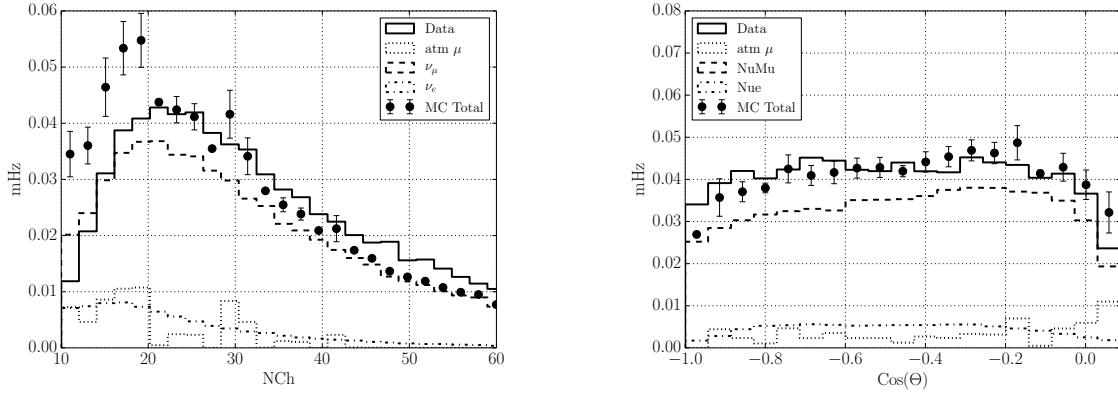 0.06
0.05
0.04
0.03
0.02
0.01
0.00
mHz
10 20 30 40 50 60
NCh
Data
atm μ
ν_μ
ν_e
MC Total
0.08
0.07
0.06
0.05
0.04
0.03
0.02
0.01
0.00
mHz
-1.0 -0.8 -0.6 -0.4 -0.2 0.0
Cos(Θ)
Data
atm μ
NuMu
Nue
MC Total